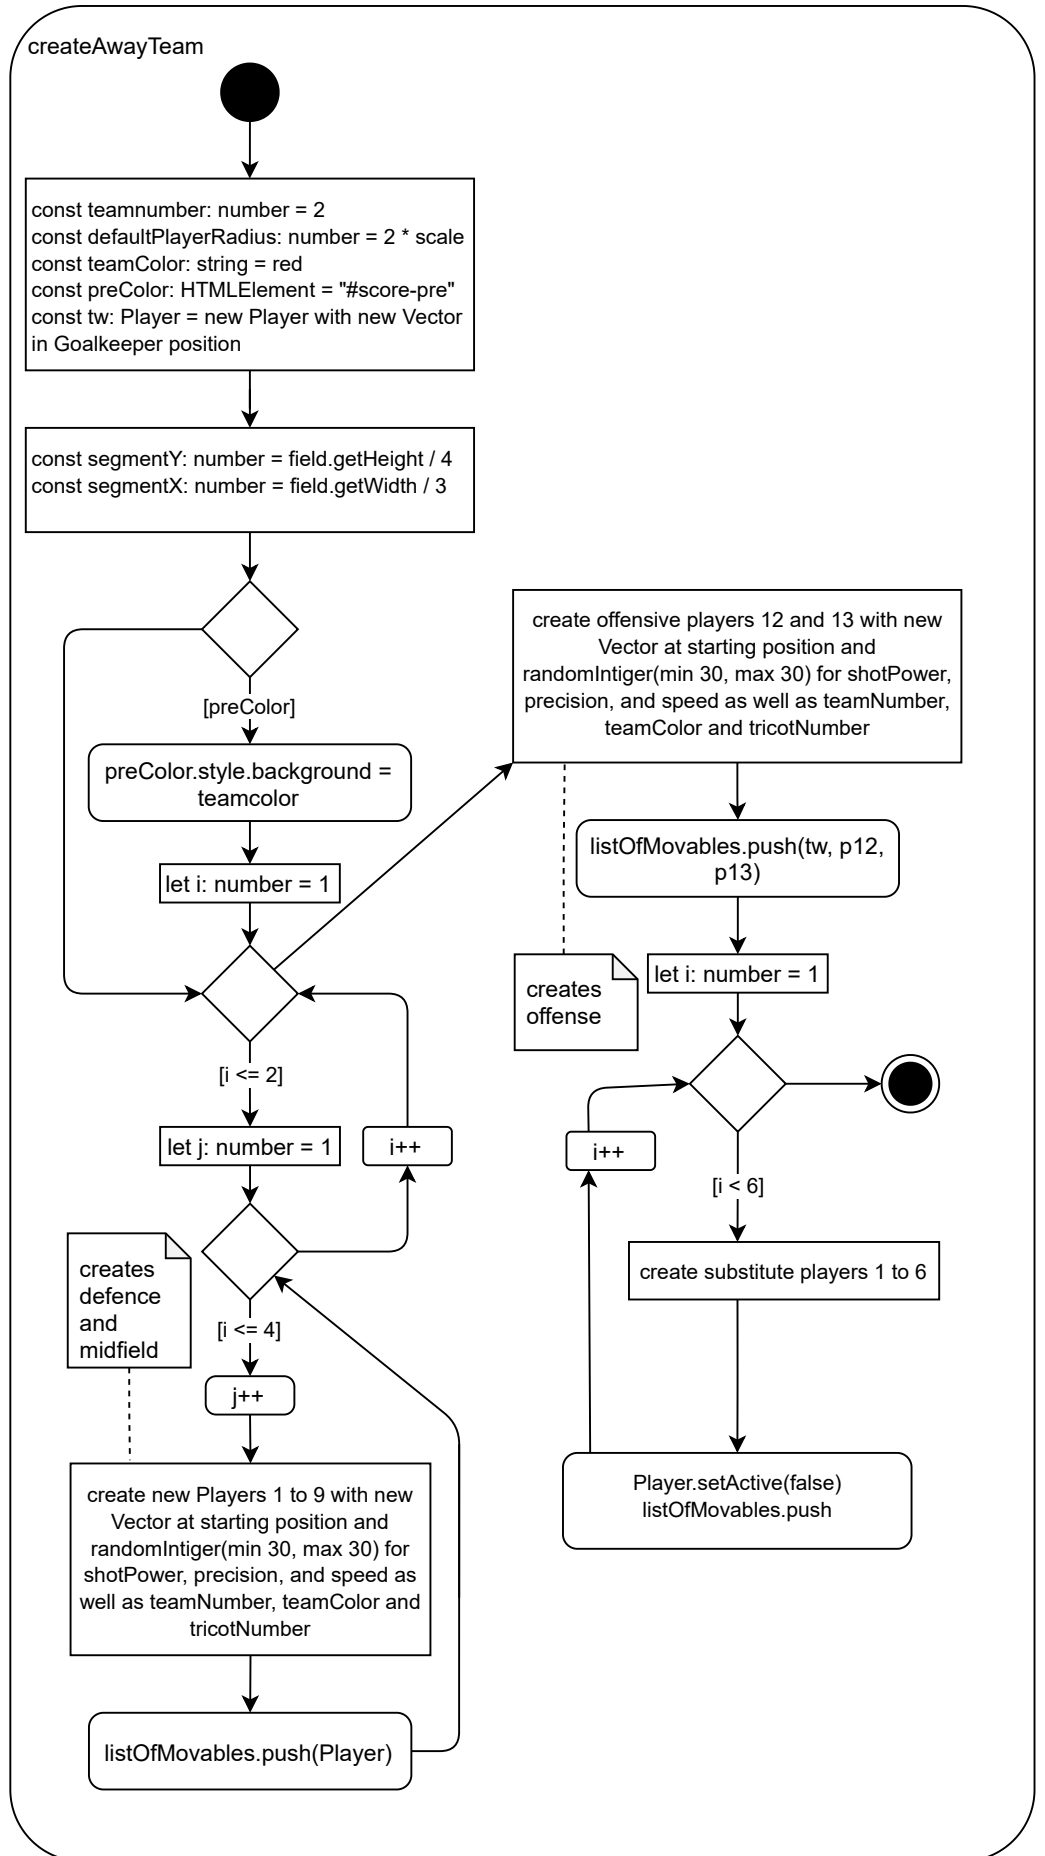 createAwayTeam
const teamnumber: number = 2
const defaultPlayerRadius: number = 2 * scale
const teamColor: string = red
const preColor: HTMLElement = "#score-pre"
const tw: Player = new Player with new Vector
in Goalkeeper position
const segmentY: number = field.getHeight / 4
const segmentX: number = field.getWidth / 3
[preColor]
preColor.style.background =
teamcolor
let i: number = 1
[i <= 2]
let j: number = 1
i++
[i <= 4]
creates
defence
and
midfield
j++
create new Players 1 to 9 with new
Vector at starting position and
randomIntiger(min 30, max 30) for
shotPower, precision, and speed as
well as teamNumber, teamColor and
tricotNumber
listOfMovables.push(Player)
create offensive players 12 and 13 with new
Vector at starting position and
randomIntiger(min 30, max 30) for shotPower,
precision, and speed as well as teamNumber,
teamColor and tricotNumber
listOfMovables.push(tw, p12,
p13)
creates
offense
let i: number = 1
i++
[i < 6]
create substitute players 1 to 6
Player.setActive(false)
listOfMovables.push